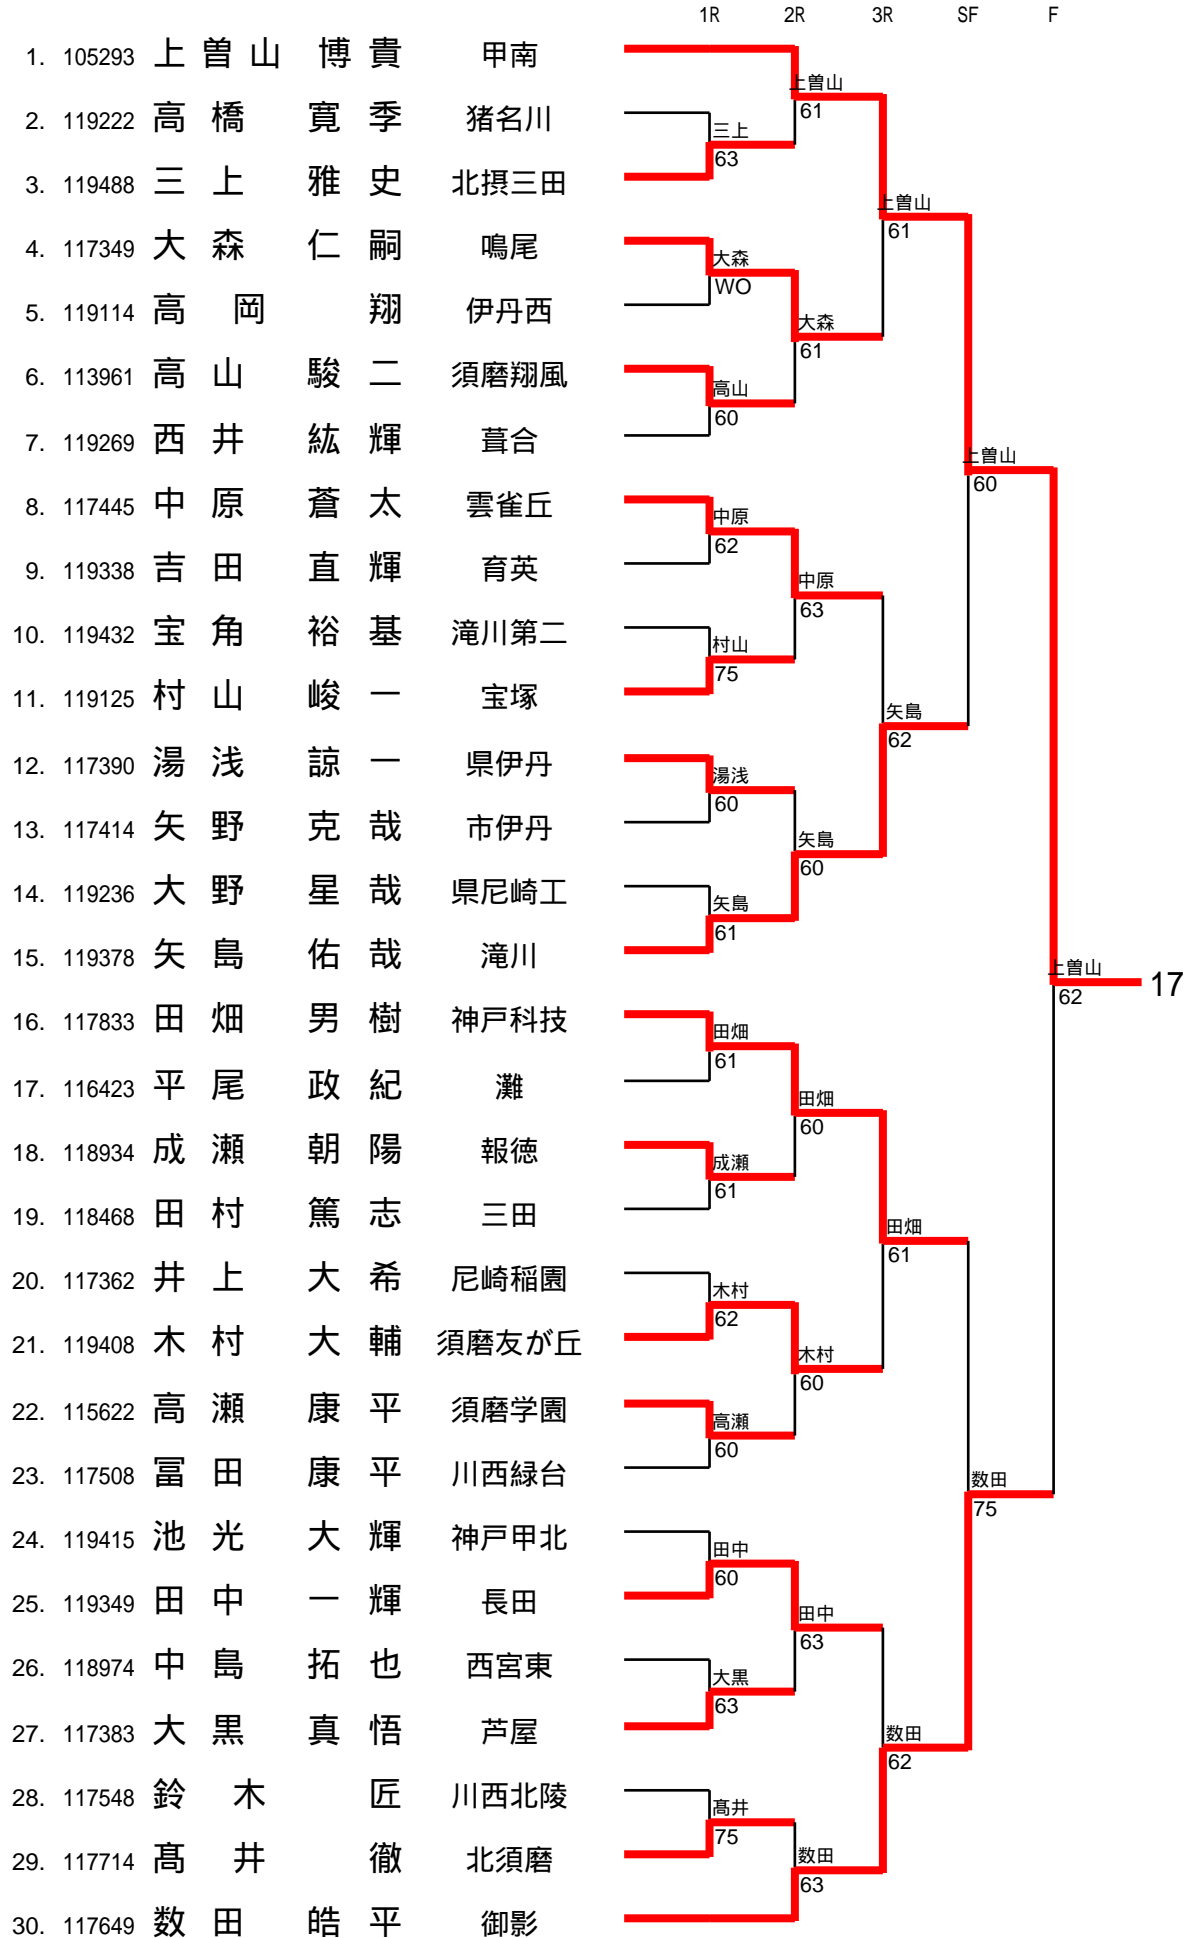 1R 2R 3R SF F
1. 105293 上曽山 博貴 甲南
上曽山
61
2. 119222 高橋 寛季 猪名川
三上
63
3. 119488 三上 雅史 北摂三田
上曽山
61
4. 117349 大森 仁嗣 鳴尾
大森
WO
5. 119114 高岡 翔 伊丹西
大森
61
6. 113961 高山 駿二 須磨翔風
高山
60
7. 119269 西井 紘輝 葺合
上曽山
60
8. 117445 中原 蒼太 雲雀丘
中原
62
9. 119338 吉田 直輝 育英
中原
63
10. 119432 宝角 裕基 滝川第二
村山
75
11. 119125 村山 峻一 宝塚
矢島
62
12. 117390 湯浅 諒一 県伊丹
湯浅
60
13. 117414 矢野 克哉 市伊丹
矢島
60
14. 119236 大野 星哉 県尼崎工
矢島
61
15. 119378 矢島 佑哉 滝川
上曽山
62
17
16. 117833 田畑 男樹 神戸科技
田畑
61
17. 116423 平尾 政紀 灘
田畑
60
18. 118934 成瀬 朝陽 報徳
成瀬
61
19. 118468 田村 篤志 三田
田畑
61
20. 117362 井上 大希 尼崎稲園
木村
62
21. 119408 木村 大輔 須磨友が丘
木村
60
22. 115622 高瀬 康平 須磨学園
高瀬
60
23. 117508 冨田 康平 川西緑台
数田
75
24. 119415 池光 大輝 神戸甲北
田中
60
25. 119349 田中 一輝 長田
田中
63
26. 118974 中島 拓也 西宮東
大黒
63
27. 117383 大黒 真悟 芦屋
数田
62
28. 117548 鈴木 匠 川西北陵
髙井
75
29. 117714 髙井 徹 北須磨
数田
63
30. 117649 数田 皓平 御影